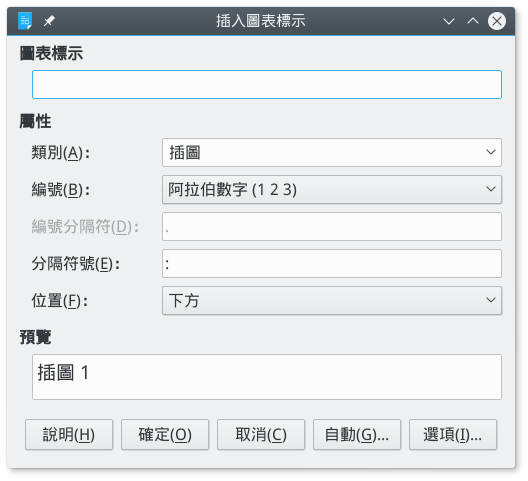 插入圖表標示
圖表標示
屬性
類別(A)： 插圖
編號(B)： 阿拉伯數字 (1 2 3)
編號分隔符(D)： .
分隔符號(E)： :
位置(F)： 下方
預覽
插圖 1
說明(H) 確定(O) 取消(C) 自動(G)... 選項(I)...